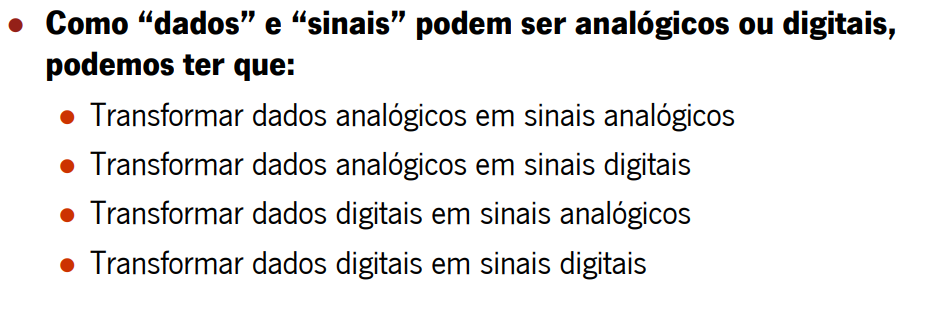 • Como “dados” e “sinais” podem ser analógicos ou digitais,
podemos ter que:
• Transformar dados analógicos em sinais analógicos
• Transformar dados analógicos em sinais digitais
• Transformar dados digitais em sinais analógicos
• Transformar dados digitais em sinais digitais